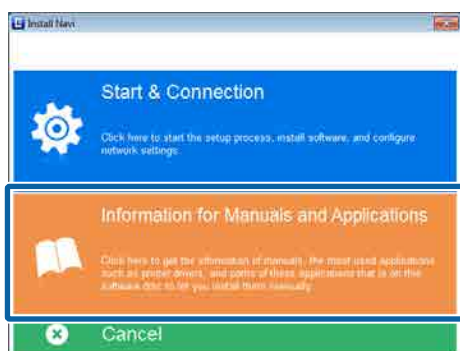 Install Navi
Start & Connection
Click here to start the setup process, install software, and configure
network settings.
Information for Manuals and Applications
Click here to get the information of manuals, the most used applications
such as printer drivers, and ports of these applications that is on this
software disc to let you install them manually.
Cancel